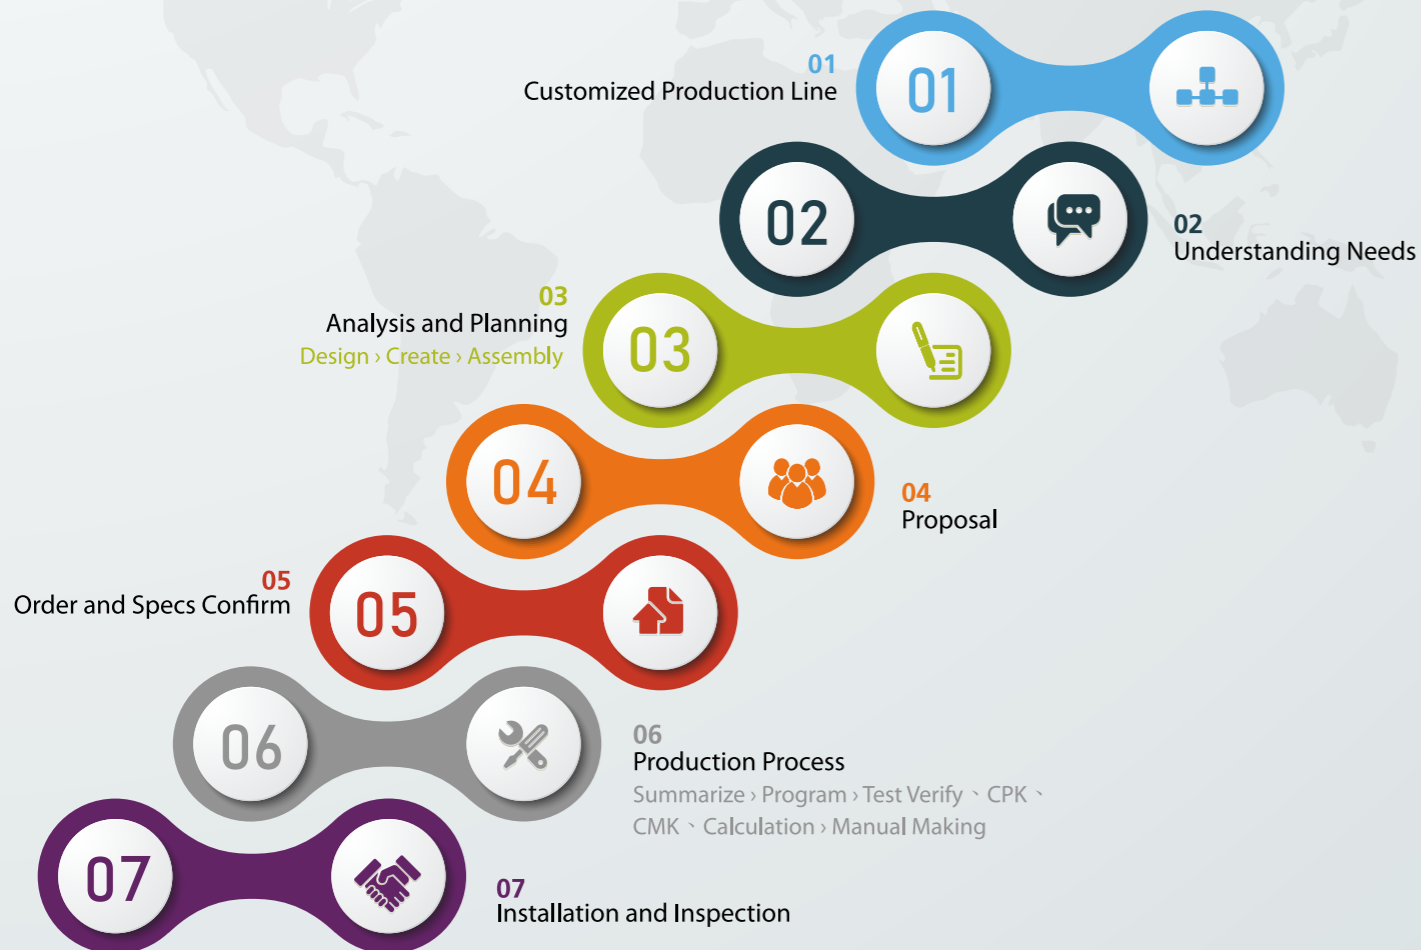 01
Customized Production Line
01
02
02
Understanding Needs
03
Analysis and Planning
Design › Create › Assembly
03
04
04
Proposal
05
Order and Specs Confirm
05
06
06
Production Process
Summarize › Program › Test Verify、CPK、
CMK、Calculation › Manual Making
07
07
Installation and Inspection